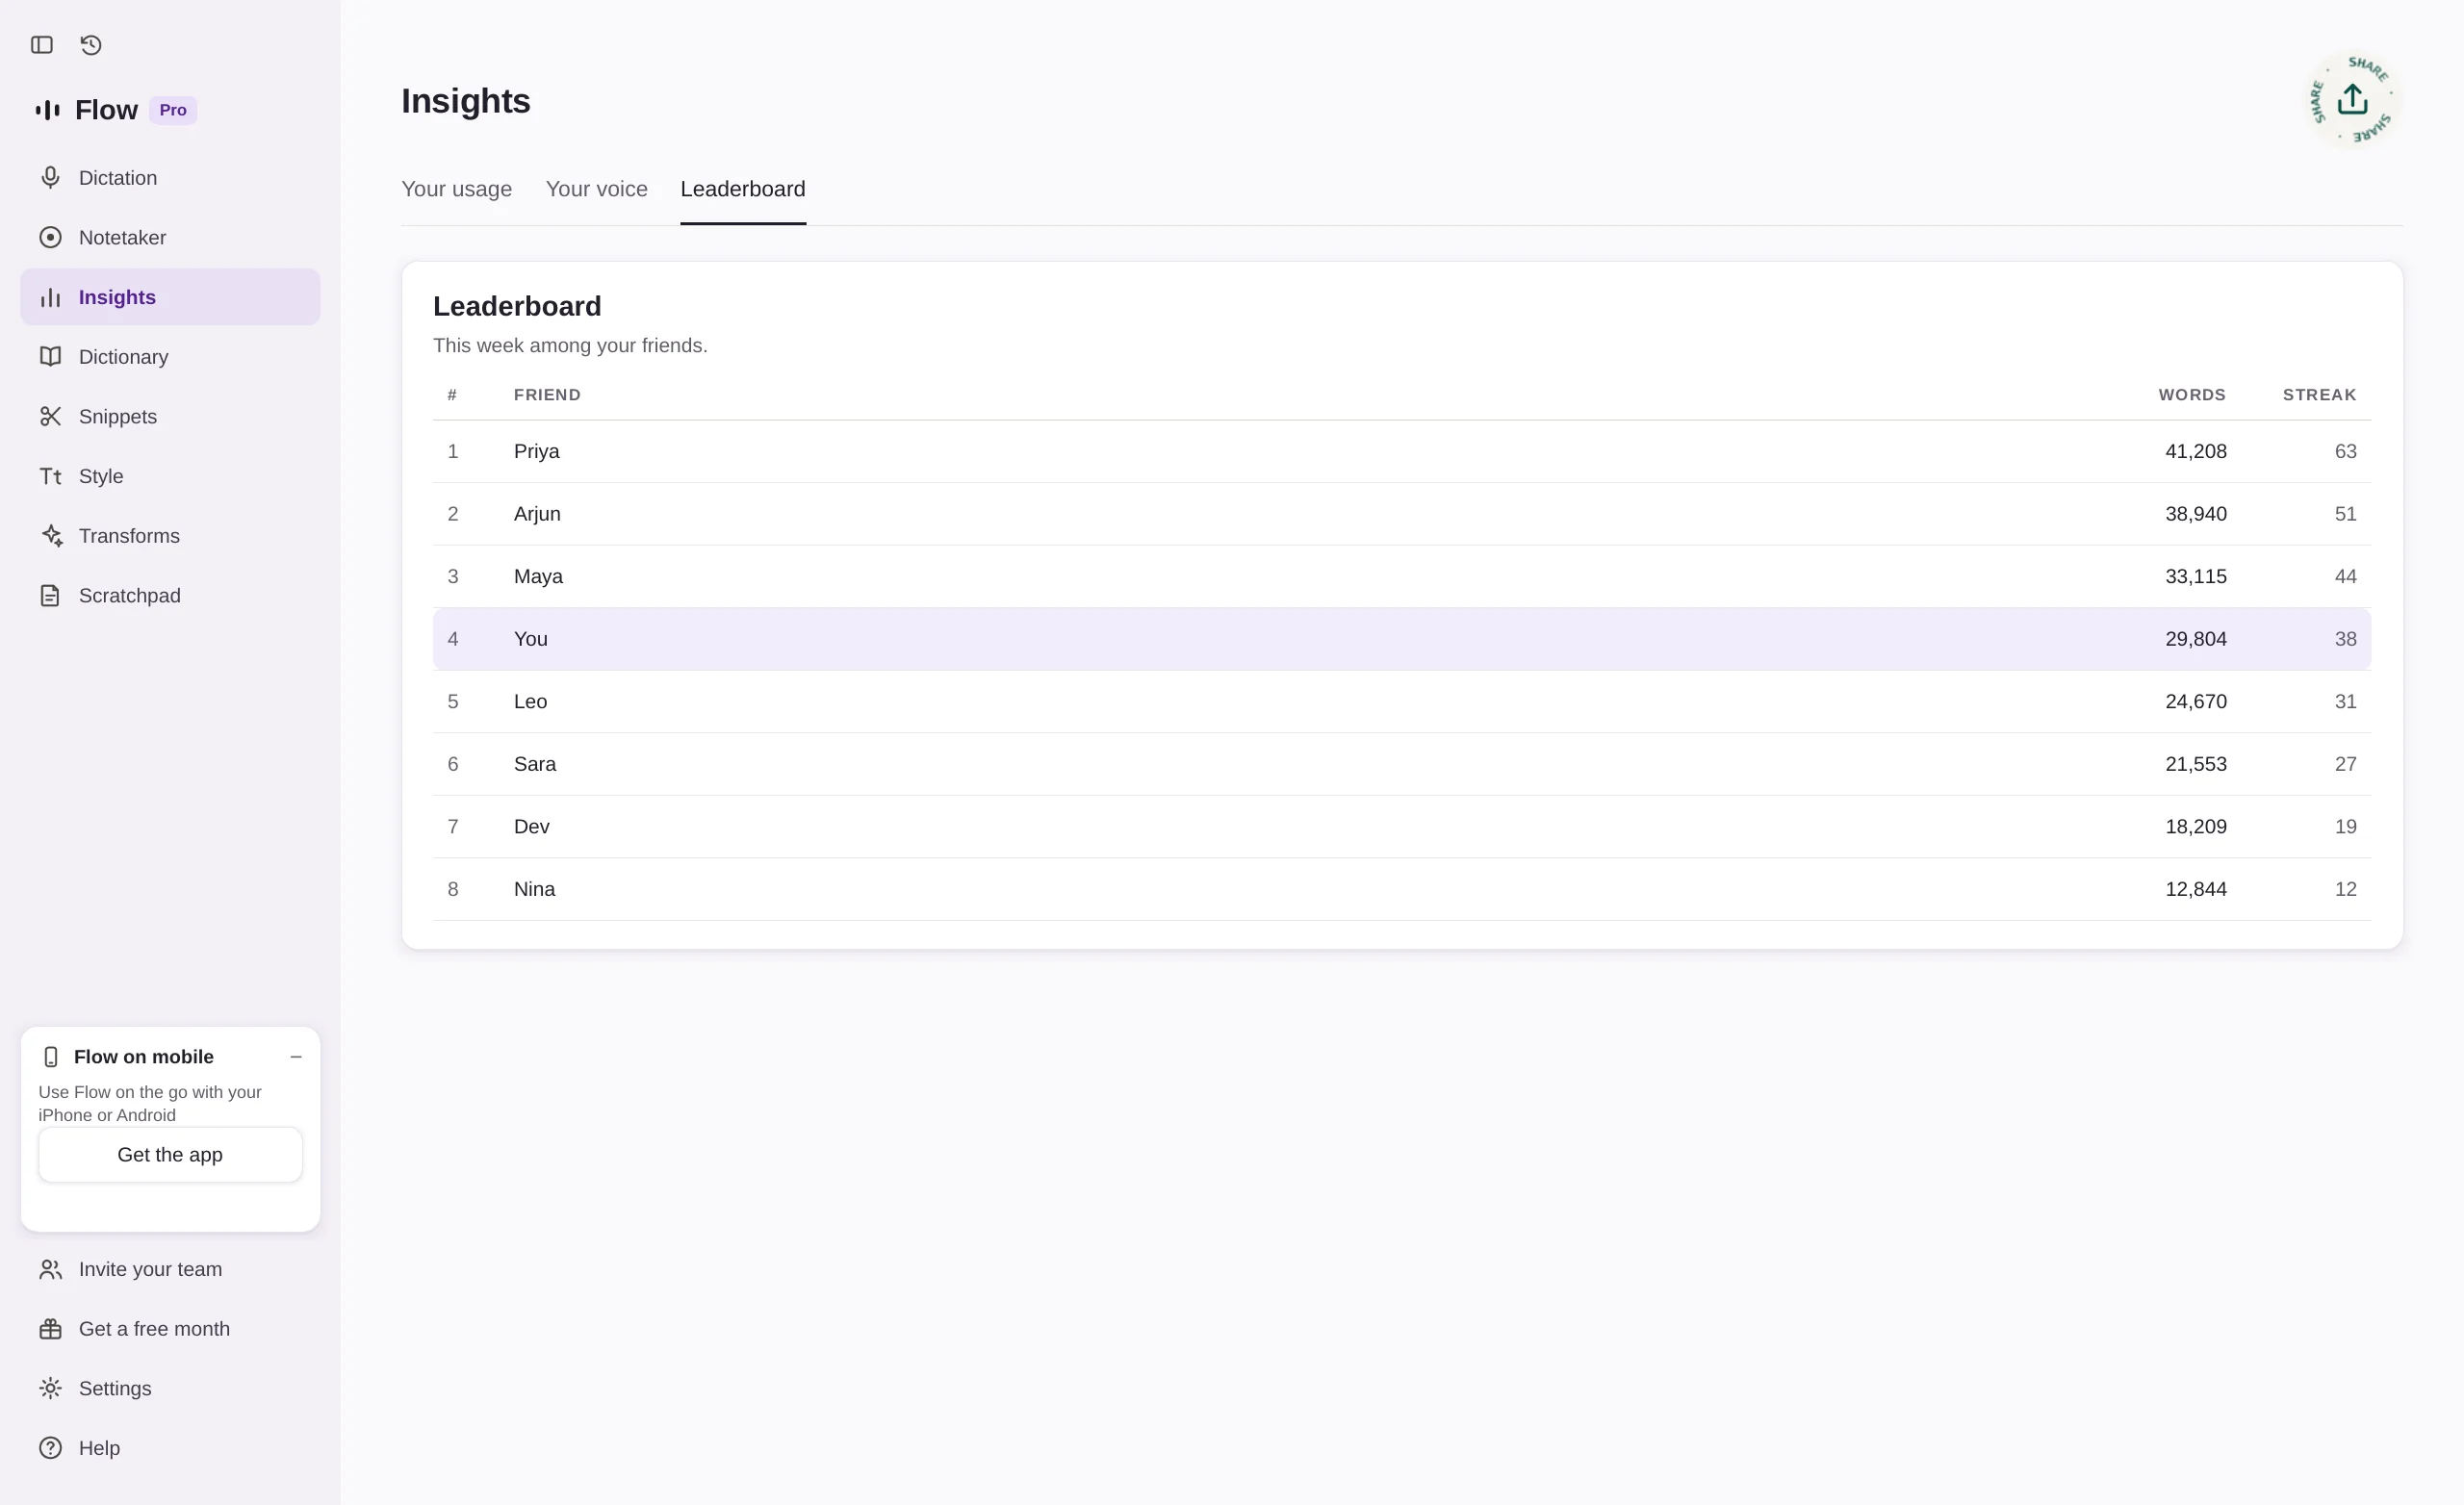 Flow Pro
Dictation
Notetaker
Insights
Dictionary
Snippets
Tt Style
Transforms
Scratchpad
Flow on mobile
Use Flow on the go with your
iPhone or Android
Get the app
Invite your team
Get a free month
Settings
Help
Insights
SHARE · SHARE · SHARE ·
Your usage Your voice Leaderboard
Leaderboard
This week among your friends.
# FRIEND WORDS STREAK
1 Priya 41,208 63
2 Arjun 38,940 51
3 Maya 33,115 44
4 You 29,804 38
5 Leo 24,670 31
6 Sara 21,553 27
7 Dev 18,209 19
8 Nina 12,844 12